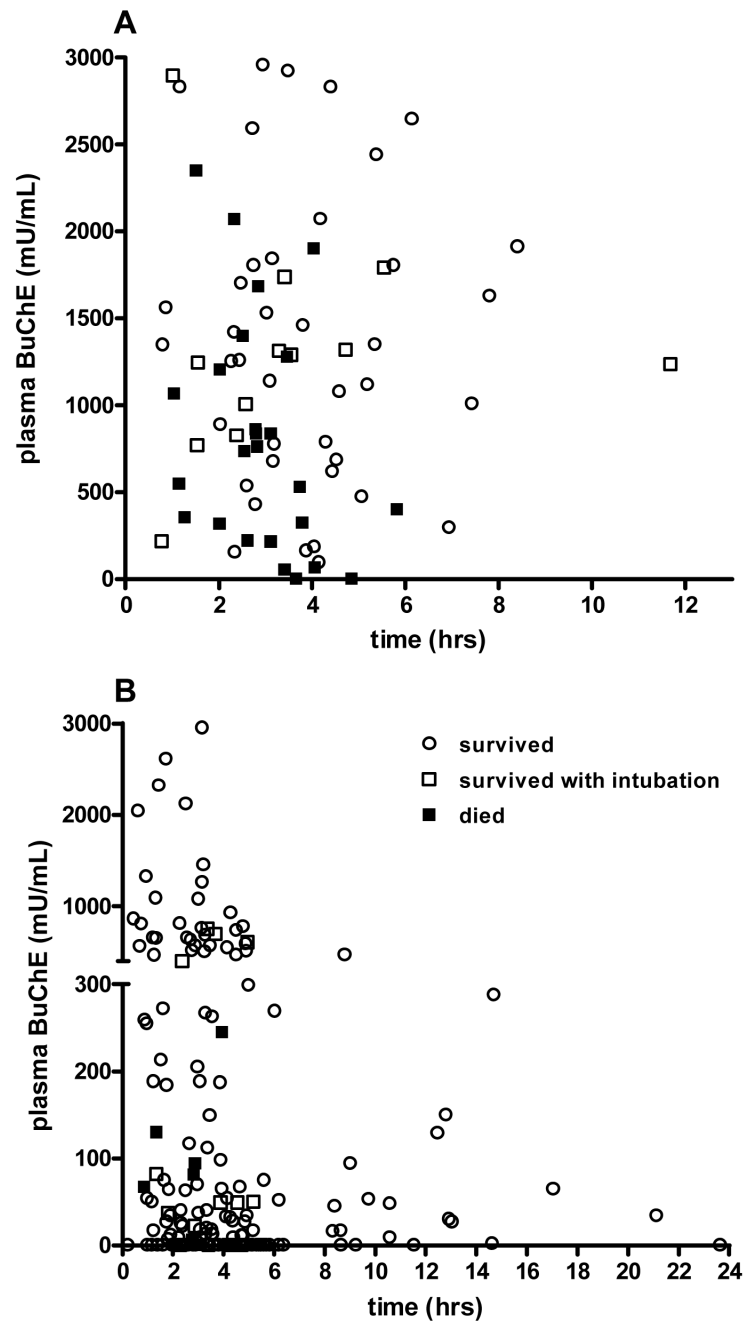 A
plasma BuChE (mU/mL)
3000
2500
2000
1500
1000
500
0
0 2 4 6 8 10 12
time (hrs)
B
plasma BuChE (mU/mL)
3000
2000
1000
300
200
100
0
survived
survived with intubation
died
0 2 4 6 8 10 12 14 16 18 20 22 24
time (hrs)